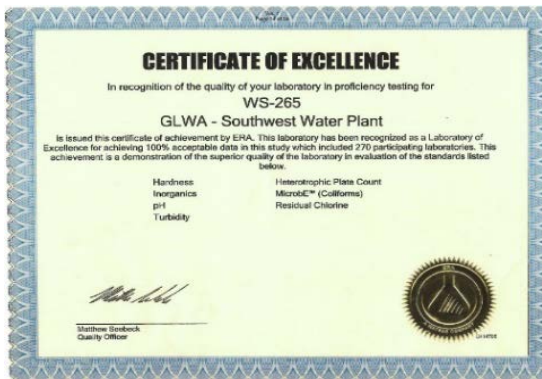 CERTIFICATE OF EXCELLENCE
In recognition of the quality of your laboratory in proficiency testing for
WS-265
GLWA - Southwest Water Plant
is issued this certificate of achievement by ERA. This laboratory has been recognized as a Laboratory of
Excellence for achieving 100% acceptable data in this study which included 270 participating laboratories. This
achievement is a demonstration of the superior quality of the laboratory in evaluation of the standards listed
below.
Hardness
Inorganics
pH
Turbidity
Heterotrophic Plate Count
MicrobE™ (Coliforms)
Residual Chlorine
ERA
Matthew Seebeck
Quality Officer